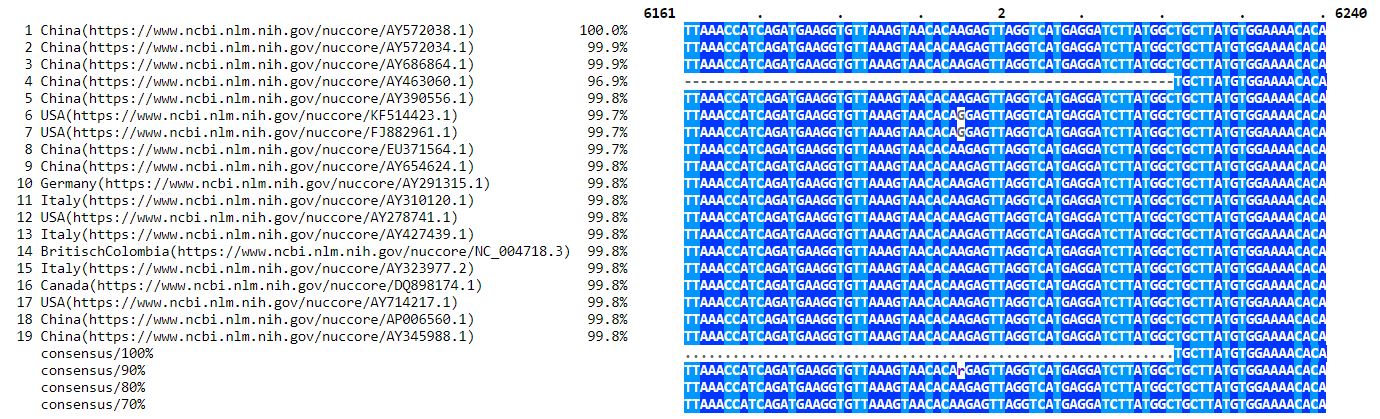 6161 . . . 2 . . . . 6240
1 China(https://www.ncbi.nlm.nih.gov/nuccore/AY572038.1) 100.0% TTAAACCATCAGATGAAGGTGTTAAAGTAACACAAGAGTTAGGTCATGAGGATCTTATGGCTGCTTATGTGGAAAACACA
2 China(https://www.ncbi.nlm.nih.gov/nuccore/AY572034.1) 99.9% TTAAACCATCAGATGAAGGTGTTAAAGTAACACAAGAGTTAGGTCATGAGGATCTTATGGCTGCTTATGTGGAAAACACA
3 China(https://www.ncbi.nlm.nih.gov/nuccore/AY686864.1) 99.9% TTAAACCATCAGATGAAGGTGTTAAAGTAACACAAGAGTTAGGTCATGAGGATCTTATGGCTGCTTATGTGGAAAACACA
4 China(https://www.ncbi.nlm.nih.gov/nuccore/AY463060.1) 96.9% -------------------------------------------------------------TGCTTATGTGGAAAACACA
5 China(https://www.ncbi.nlm.nih.gov/nuccore/AY390556.1) 99.8% TTAAACCATCAGATGAAGGTGTTAAAGTAACACAAGAGTTAGGTCATGAGGATCTTATGGCTGCTTATGTGGAAAACACA
6 USA(https://www.ncbi.nlm.nih.gov/nuccore/KF514423.1) 99.7% TTAAACCATCAGATGAAGGTGTTAAAGTAACACAGGAGTTAGGTCATGAGGATCTTATGGCTGCTTATGTGGAAAACACA
7 USA(https://www.ncbi.nlm.nih.gov/nuccore/FJ882961.1) 99.7% TTAAACCATCAGATGAAGGTGTTAAAGTAACACAGGAGTTAGGTCATGAGGATCTTATGGCTGCTTATGTGGAAAACACA
8 China(https://www.ncbi.nlm.nih.gov/nuccore/EU371564.1) 99.7% TTAAACCATCAGATGAAGGTGTTAAAGTAACACAAGAGTTAGGTCATGAGGATCTTATGGCTGCTTATGTGGAAAACACA
9 China(https://www.ncbi.nlm.nih.gov/nuccore/AY654624.1) 99.8% TTAAACCATCAGATGAAGGTGTTAAAGTAACACAAGAGTTAGGTCATGAGGATCTTATGGCTGCTTATGTGGAAAACACA
10 Germany(https://www.ncbi.nlm.nih.gov/nuccore/AY291315.1) 99.8% TTAAACCATCAGATGAAGGTGTTAAAGTAACACAAGAGTTAGGTCATGAGGATCTTATGGCTGCTTATGTGGAAAACACA
11 Italy(https://www.ncbi.nlm.nih.gov/nuccore/AY310120.1) 99.8% TTAAACCATCAGATGAAGGTGTTAAAGTAACACAAGAGTTAGGTCATGAGGATCTTATGGCTGCTTATGTGGAAAACACA
12 USA(https://www.ncbi.nlm.nih.gov/nuccore/AY278741.1) 99.8% TTAAACCATCAGATGAAGGTGTTAAAGTAACACAAGAGTTAGGTCATGAGGATCTTATGGCTGCTTATGTGGAAAACACA
13 Italy(https://www.ncbi.nlm.nih.gov/nuccore/AY427439.1) 99.8% TTAAACCATCAGATGAAGGTGTTAAAGTAACACAAGAGTTAGGTCATGAGGATCTTATGGCTGCTTATGTGGAAAACACA
14 BritischColombia(https://www.ncbi.nlm.nih.gov/nuccore/NC_004718.3) 99.8% TTAAACCATCAGATGAAGGTGTTAAAGTAACACAAGAGTTAGGTCATGAGGATCTTATGGCTGCTTATGTGGAAAACACA
15 Italy(https://www.ncbi.nlm.nih.gov/nuccore/AY323977.2) 99.8% TTAAACCATCAGATGAAGGTGTTAAAGTAACACAAGAGTTAGGTCATGAGGATCTTATGGCTGCTTATGTGGAAAACACA
16 Canada(https://www.ncbi.nlm.nih.gov/nuccore/DQ898174.1) 99.8% TTAAACCATCAGATGAAGGTGTTAAAGTAACACAAGAGTTAGGTCATGAGGATCTTATGGCTGCTTATGTGGAAAACACA
17 USA(https://www.ncbi.nlm.nih.gov/nuccore/AY714217.1) 99.8% TTAAACCATCAGATGAAGGTGTTAAAGTAACACAAGAGTTAGGTCATGAGGATCTTATGGCTGCTTATGTGGAAAACACA
18 China(https://www.ncbi.nlm.nih.gov/nuccore/AP006560.1) 99.8% TTAAACCATCAGATGAAGGTGTTAAAGTAACACAAGAGTTAGGTCATGAGGATCTTATGGCTGCTTATGTGGAAAACACA
19 China(https://www.ncbi.nlm.nih.gov/nuccore/AY345988.1) 99.8% TTAAACCATCAGATGAAGGTGTTAAAGTAACACAAGAGTTAGGTCATGAGGATCTTATGGCTGCTTATGTGGAAAACACA
consensus/100% .............................................................TGCTTATGTGGAAAACACA
consensus/90% TTAAACCATCAGATGAAGGTGTTAAAGTAACACArGAGTTAGGTCATGAGGATCTTATGGCTGCTTATGTGGAAAACACA
consensus/80% TTAAACCATCAGATGAAGGTGTTAAAGTAACACAAGAGTTAGGTCATGAGGATCTTATGGCTGCTTATGTGGAAAACACA
consensus/70% TTAAACCATCAGATGAAGGTGTTAAAGTAACACAAGAGTTAGGTCATGAGGATCTTATGGCTGCTTATGTGGAAAACACA